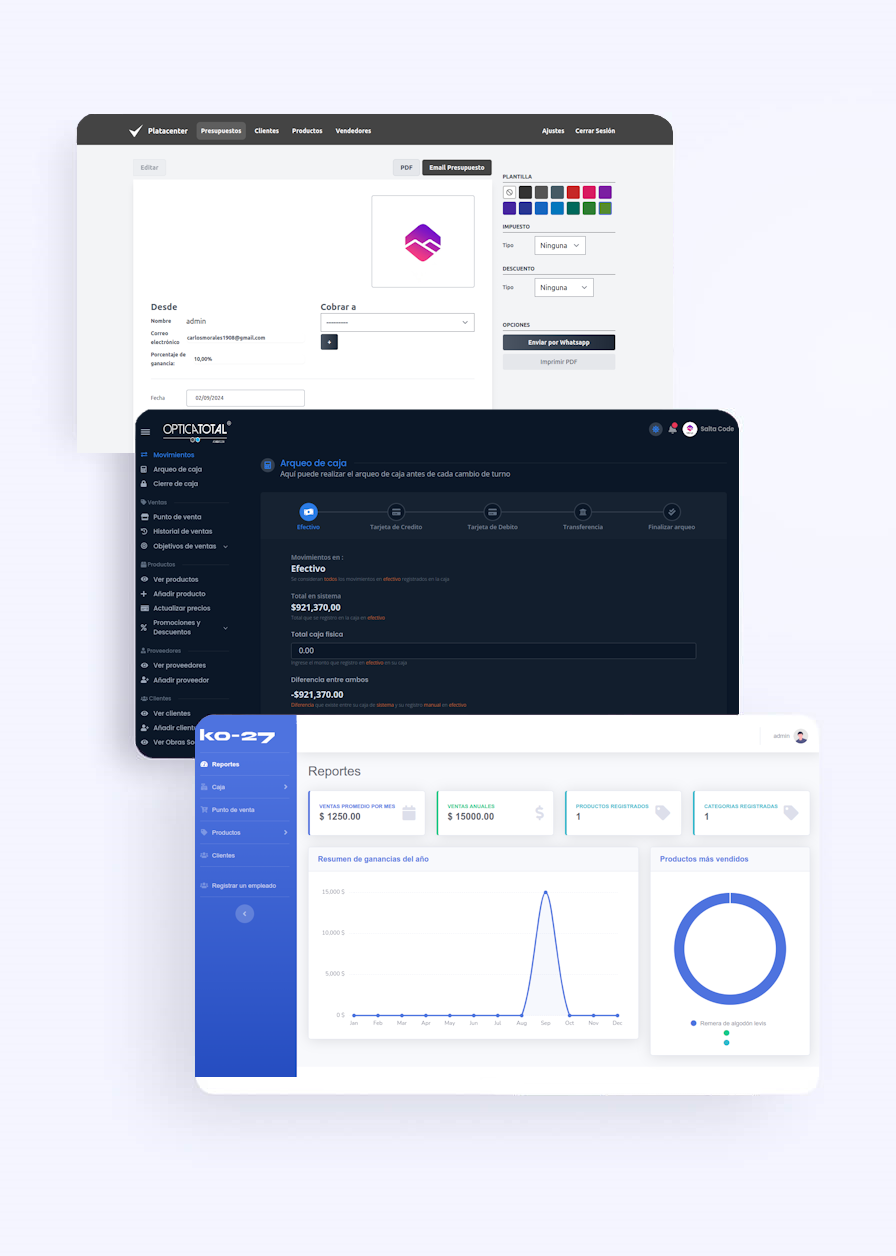 Platacenter Presupuestos Clientes Productos Vendedores Ajustes Cerrar Sesión
Editar PDF Email Presupuesto
PLANTILLA
IMPUESTO
Tipo Ninguna
DESCUENTO
Tipo Ninguna
OPCIONES
Enviar por Whatsapp
Imprimir PDF
Desde
Nombre admin
Correo
electrónico carlosmorales1908@gmail.com
Porcentaje de
ganancia: 10,00%
Cobrar a
---------
+
Fecha 02/09/2024
OPTICATOTAL®
Salta Code
Movimientos
Arqueo de caja
Cierre de caja
Ventas
Punto de venta
Historial de ventas
Objetivos de ventas
Productos
Ver productos
Añadir producto
Actualizar precios
Promociones y
Descuentos
Proveedores
Ver proveedores
Añadir proveedor
Clientes
Ver clientes
Añadir client
Ver Obras So
Arqueo de caja
Aquí puede realizar el arqueo de caja antes de cada cambio de turno
Efectivo Tarjeta de Credito Tarjeta de Debito Transferencia Finalizar arqueo
Movimientos en :
Efectivo
Se consideran todos los movimientos en efectivo registrados en la caja
Total en sistema
$921,370,00
Total que se registro en la caja en efectivo
Total caja física
0.00
Ingrese el monto que registro en efectivo en su caja
Diferencia entre ambos
-$921,370.00
Diferencia que existe entre su caja de sistema y su registro manual en efectivo
ko-27
Reportes
Caja
Punto de venta
Productos
Clientes
Registrar un empleado
admin
Reportes
VENTAS PROMEDIO POR MES
$ 1250.00
VENTAS ANUALES
$ 15000.00
PRODUCTOS REGISTRADOS
1
CATEGORIAS REGISTRADAS
1
Resumen de ganancias del año
15,000 $
10,000 $
5,000 $
0 $
Jan Feb Mar Apr May Jun Jul Aug Sep Oct Nov Dec
Productos más vendidos
Remera de algodón levis